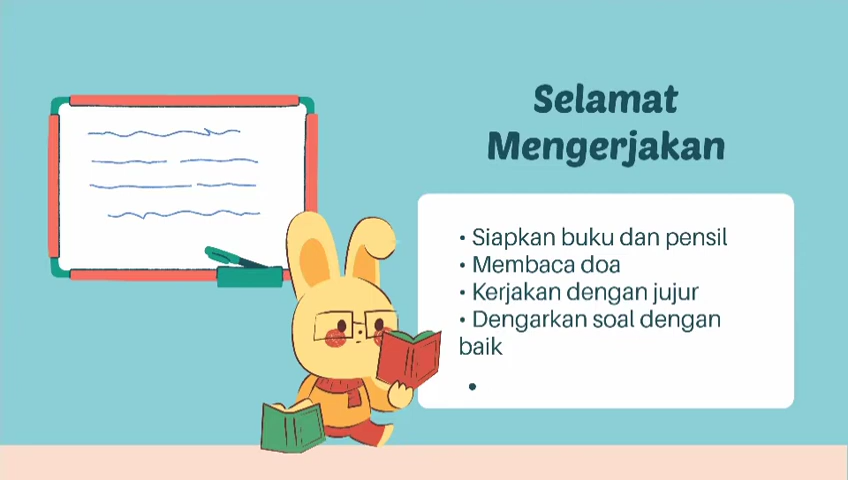 Selamat
Mengerjakan
• Siapkan buku dan pensil
• Membaca doa
• Kerjakan dengan jujur
• Dengarkan soal dengan
baik
•